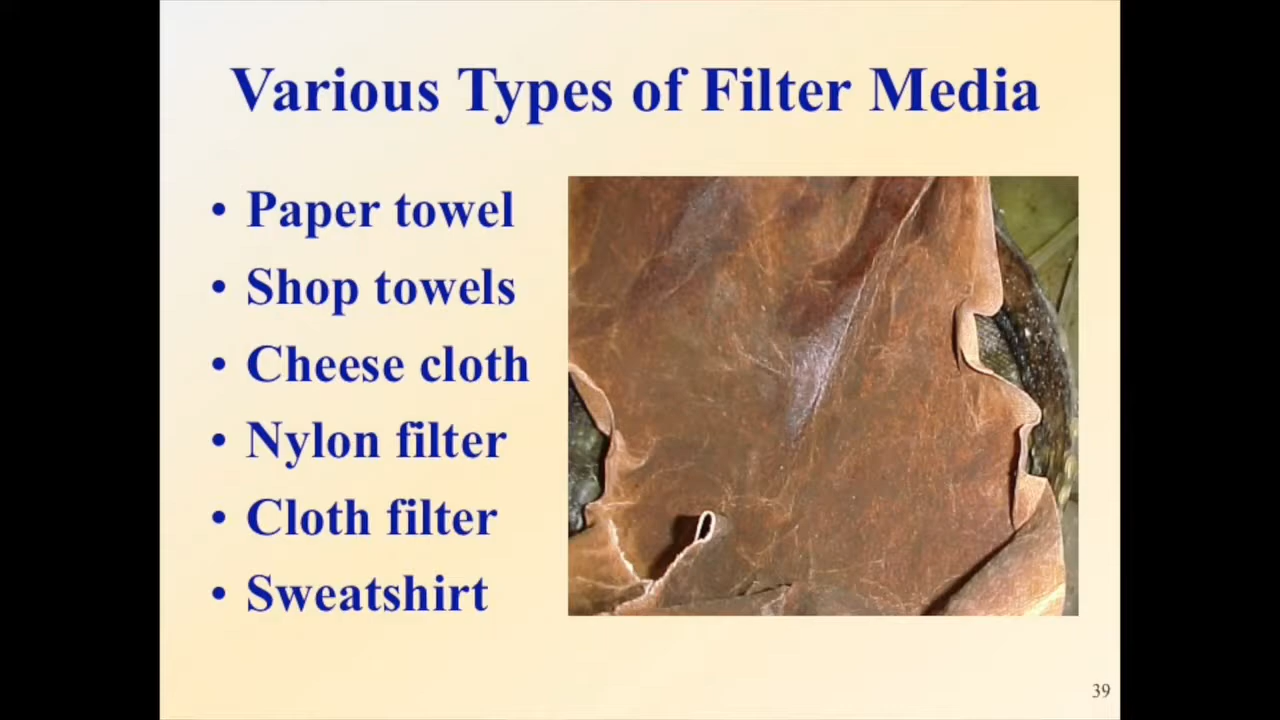 Various Types of Filter Media
• Paper towel
• Shop towels
• Cheese cloth
• Nylon filter
• Cloth filter
• Sweatshirt
39